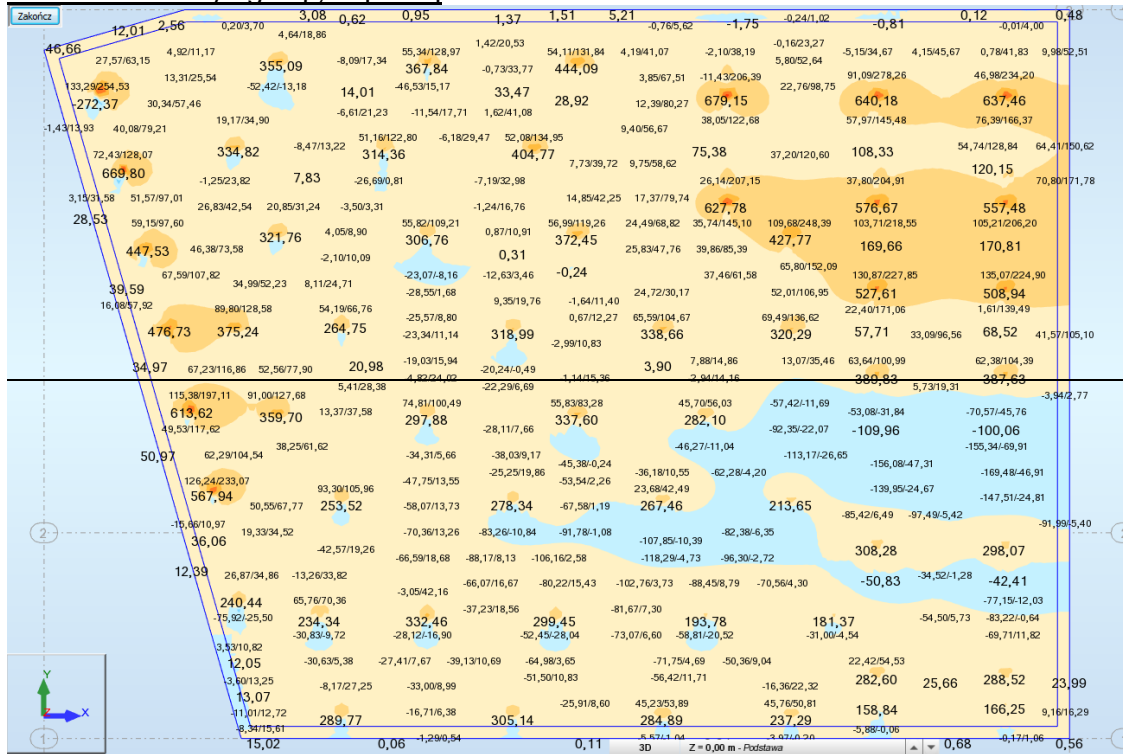 Zakończ
3,08 0,62 0,95 1,37 1,51 5,21 -0,76/5,62 -1,75 -0,24/1,02 -0,81 0,12 0,48
12,01 2,56 0,20/3,70 -0,01/4,00
46,66 4,92/11,17 4,64/18,86 55,34/128,97 1,42/20,53 54,11/131,84 4,19/41,07 -2,10/38,19 -0,16/23,27 -5,15/34,67 4,15/45,67 0,78/41,83 9,98/52,51
27,57/63,15 355,09 -8,09/17,34 367,84 -0,73/33,77 444,09 5,80/52,64
13,31/25,54 3,85/67,51 -11,43/206,39 91,09/278,26 46,98/234,20
133,29/254,53 -52,42/-13,18 14,01 -46,53/15,17 33,47 28,92 22,76/98,75
-272,37 30,34/57,46 12,39/80,27 679,15 640,18 637,46
-6,61/21,23 -11,54/17,71 1,62/41,08
-1,43/13,93 40,08/79,21 19,17/34,90 9,40/56,67 38,05/122,68 57,97/145,48 76,39/166,37
51,16/122,80 -6,18/29,47 52,08/134,95
72,43/128,07 334,82 -8,47/13,22 314,36 404,77 7,73/39,72 9,75/58,62 75,38 37,20/120,60 108,33 54,74/128,84 64,41/150,62
669,80 -1,25/23,82 7,83 -26,69/0,81 -7,19/32,98 26,14/207,15 37,80/204,91 120,15 70,80/171,78
3,15/31,58 51,57/97,01 26,83/42,54 20,85/31,24 -3,50/3,31 -1,24/16,76 14,85/42,25 17,37/79,74 627,78 576,67 557,48
28,53 59,15/97,60 55,82/109,21 0,87/10,91 56,99/119,26 24,49/68,82 35,74/145,10 109,68/248,39 103,71/218,55 105,21/206,20
447,53 46,38/73,58 321,76 4,05/8,90 306,76 0,31 372,45 25,83/47,76 39,86/85,39 427,77 169,66 170,81
-2,10/10,09
67,59/107,82 34,99/52,23 8,11/24,71 -23,07/-8,16 -12,63/3,46 -0,24 37,46/61,58 65,80/152,09 130,87/227,85 135,07/224,90
39,59 -28,55/1,68 24,72/30,17 52,01/106,95 527,61 508,94
16,08/57,92 89,80/128,58 54,19/66,76 9,35/19,76 -1,64/11,40 22,40/171,06 1,61/139,49
476,73 375,24 264,75 -25,57/8,80 0,67/12,27 65,59/104,67 69,49/136,62
-23,34/11,14 318,99 -2,99/10,83 338,66 320,29 57,71 33,09/96,56 68,52 41,57/105,10
34,97 67,23/116,86 52,56/77,90 20,98 -19,03/15,94 -20,24/-0,49 3,90 7,88/14,86 13,07/35,46 63,64/100,99 62,38/104,39
-4,82/24,02 1,14/15,36 -2,94/14,16 380,83 387,63
115,38/197,11 91,00/127,68 5,41/28,38 -22,29/6,69 5,73/19,31 -3,94/2,77
613,62 359,70 13,37/37,58 74,81/100,49 55,83/83,28 45,70/56,03 -57,42/-11,69 -53,08/-31,84 -70,57/-45,76
49,53/117,62 297,88 -28,11/7,66 337,60 282,10 -92,35/-22,07 -109,96 -100,06
38,25/61,62 -46,27/-11,04 -155,34/-69,91
50,97 62,29/104,54 -34,31/5,66 -38,03/9,17 -45,38/-0,24 -113,17/-26,65 -156,08/-47,31
126,24/233,07 -47,75/13,55 -25,25/19,86 -53,54/2,26 -36,18/10,55 -62,28/-4,20 -169,48/-46,91
567,94 93,30/105,96 23,68/42,49 -139,95/-24,67 -147,51/-24,81
50,55/67,77 253,52 -58,07/13,73 278,34 -67,58/1,19 267,46 213,65 -85,42/6,49 -97,49/-5,42
-15,66/10,97 19,33/34,52 -70,36/13,26 -83,26/-10,84 -91,78/-1,08 -82,38/-6,35 -91,99/-5,40
2 36,06 -42,57/19,26 -107,85/-10,39 308,28 298,07
12,39 -66,59/18,68 -88,17/8,13 -106,16/2,58 -118,29/-4,73 -96,30/-2,72
26,87/34,86 -13,26/33,82 -66,07/16,67 -80,22/15,43 -102,76/3,73 -88,45/8,79 -70,56/4,30 -50,83 -34,52/-1,28 -42,41
240,44 65,76/70,36 -3,05/42,16 -37,23/18,56 -81,67/7,30 -77,15/-12,03
-75,92/-25,50 234,34 332,46 299,45 193,78 181,37 -54,50/5,73 -83,22/-0,64
-30,83/-9,72 -28,12/-16,90 -52,45/-28,04 -73,07/6,60 -58,81/-20,52 -31,00/-4,54 -69,71/11,82
3,53/10,82
12,05 -30,63/5,38 -27,41/7,67 -39,13/10,69 -64,98/3,65 -71,75/4,69 -50,36/9,04 22,42/54,53
-3,60/13,25 -8,17/27,25 -33,00/8,99 -51,50/10,83 -56,42/11,71 -16,36/22,32 282,60 25,66 288,52 23,99
13,07 -25,91/8,60 45,23/53,89 45,76/50,81
-11,01/12,72 289,77 -16,71/6,38 305,14 284,89 237,29 158,84 166,25 9,16/16,29
-8,34/15,61 -1,29/0,54 -5,57/1,04 -3,97/0,20 -5,88/-0,06 -0,17/1,06
15,02 0,06 0,11 0,68 0,56
3D Z = 0,00 m - Podstawa
Y
Z X
1